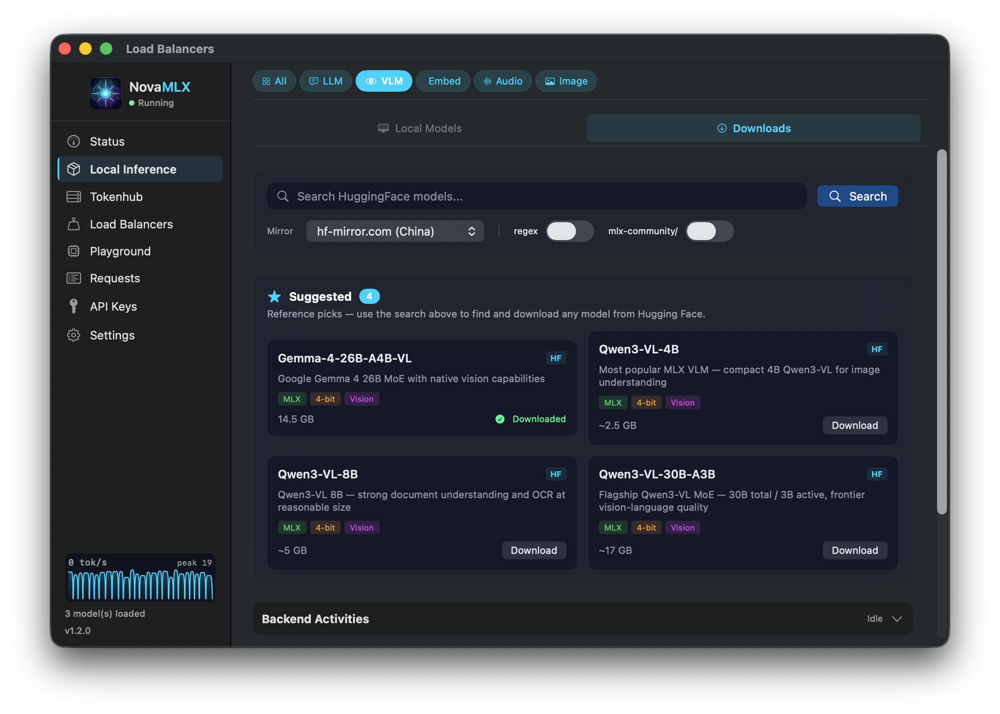 Load Balancers
NovaMLX
Running
Status
Local Inference
Tokenhub
Load Balancers
Playground
Requests
API Keys
Settings
0 tok/s
peak 19
3 model(s) loaded
v1.2.0
All
LLM
VLM
Embed
Audio
Image
Local Models
Downloads
Search HuggingFace models...
Search
Mirror
hf-mirror.com (China)
regex
mlx-community/
Suggested
4
Reference picks — use the search above to find and download any model from Hugging Face.
Gemma-4-26B-A4B-VL
HF
Google Gemma 4 26B MoE with native vision capabilities
MLX
4-bit
Vision
14.5 GB
Downloaded
Qwen3-VL-4B
HF
Most popular MLX VLM — compact 4B Qwen3-VL for image
understanding
MLX
4-bit
Vision
~2.5 GB
Download
Qwen3-VL-8B
HF
Qwen3-VL 8B — strong document understanding and OCR at
reasonable size
MLX
4-bit
Vision
~5 GB
Download
Qwen3-VL-30B-A3B
HF
Flagship Qwen3-VL MoE — 30B total / 3B active, frontier
vision-language quality
MLX
4-bit
Vision
~17 GB
Download
Backend Activities
Idle